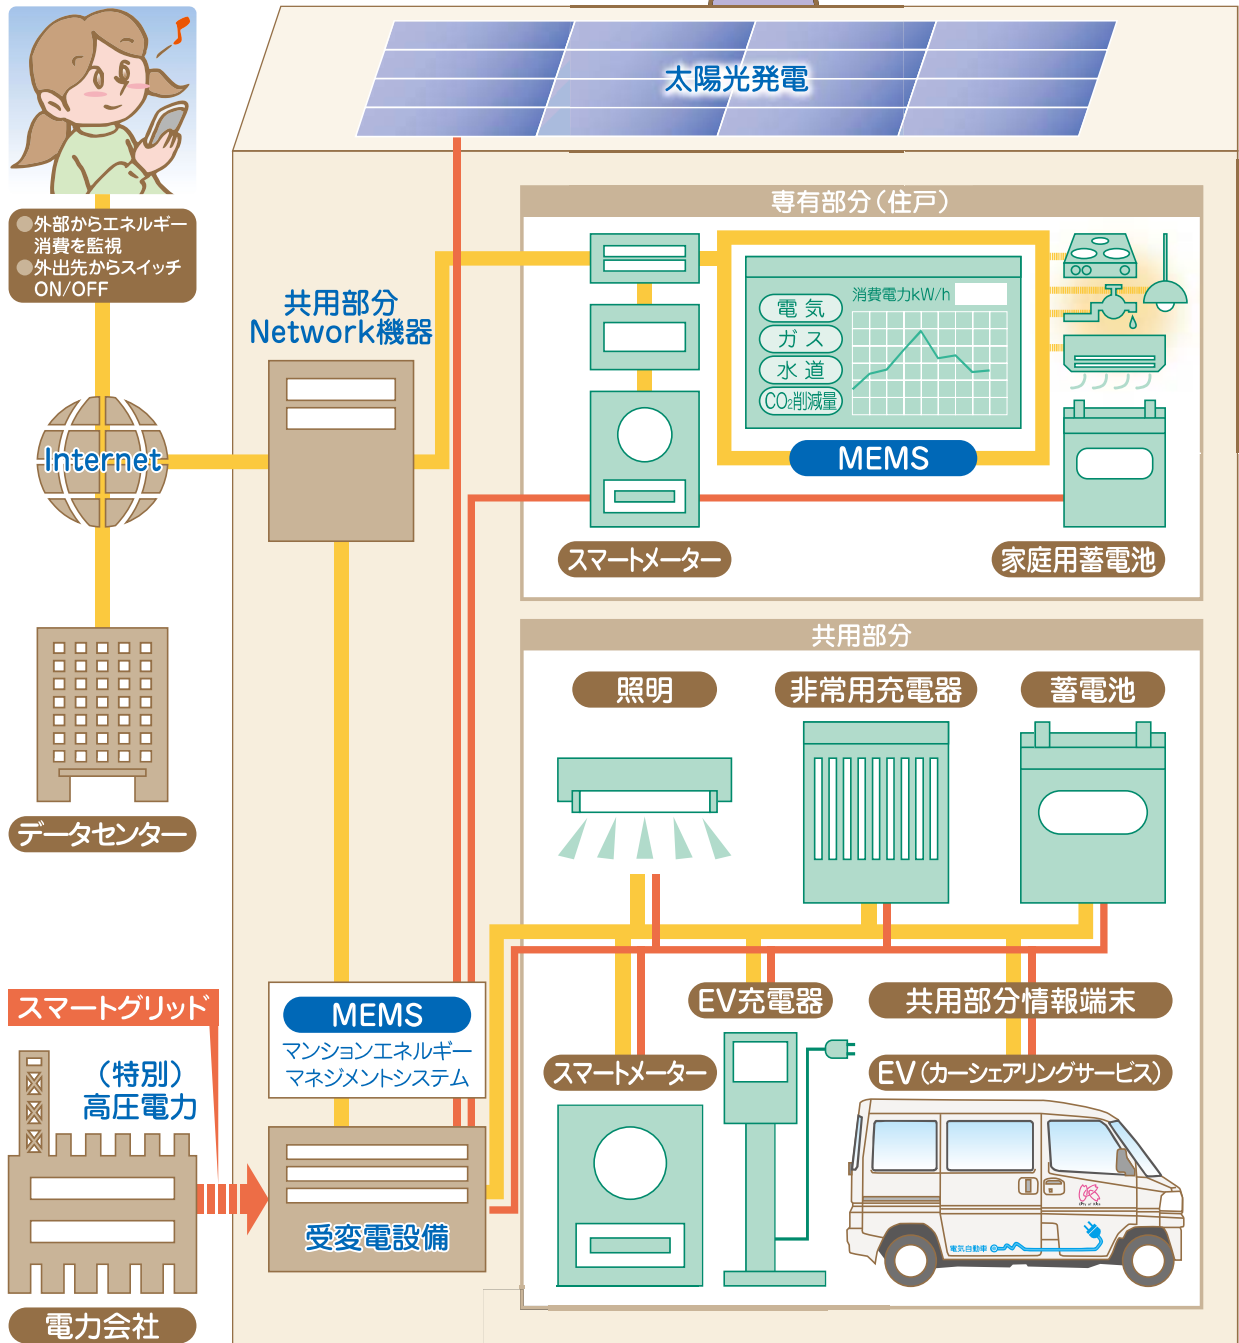 太陽光発電
●外部からエネルギー
消費を監視
●外出先からスイッチ
ON/OFF
共用部分
Network機器
Internet
データセンター
専有部分(住戸)
消費電力kW/h
電気
ガス
水道
CO₂削減量
MEMS
スマートメーター
家庭用蓄電池
共用部分
照明
非常用充電器
蓄電池
EV充電器
共用部分情報端末
スマートメーター
EV(カーシェアリングサービス)
電気自動車
スマートグリッド
(特別)
高圧電力
電力会社
MEMS
マンションエネルギー
マネジメントシステム
受変電設備